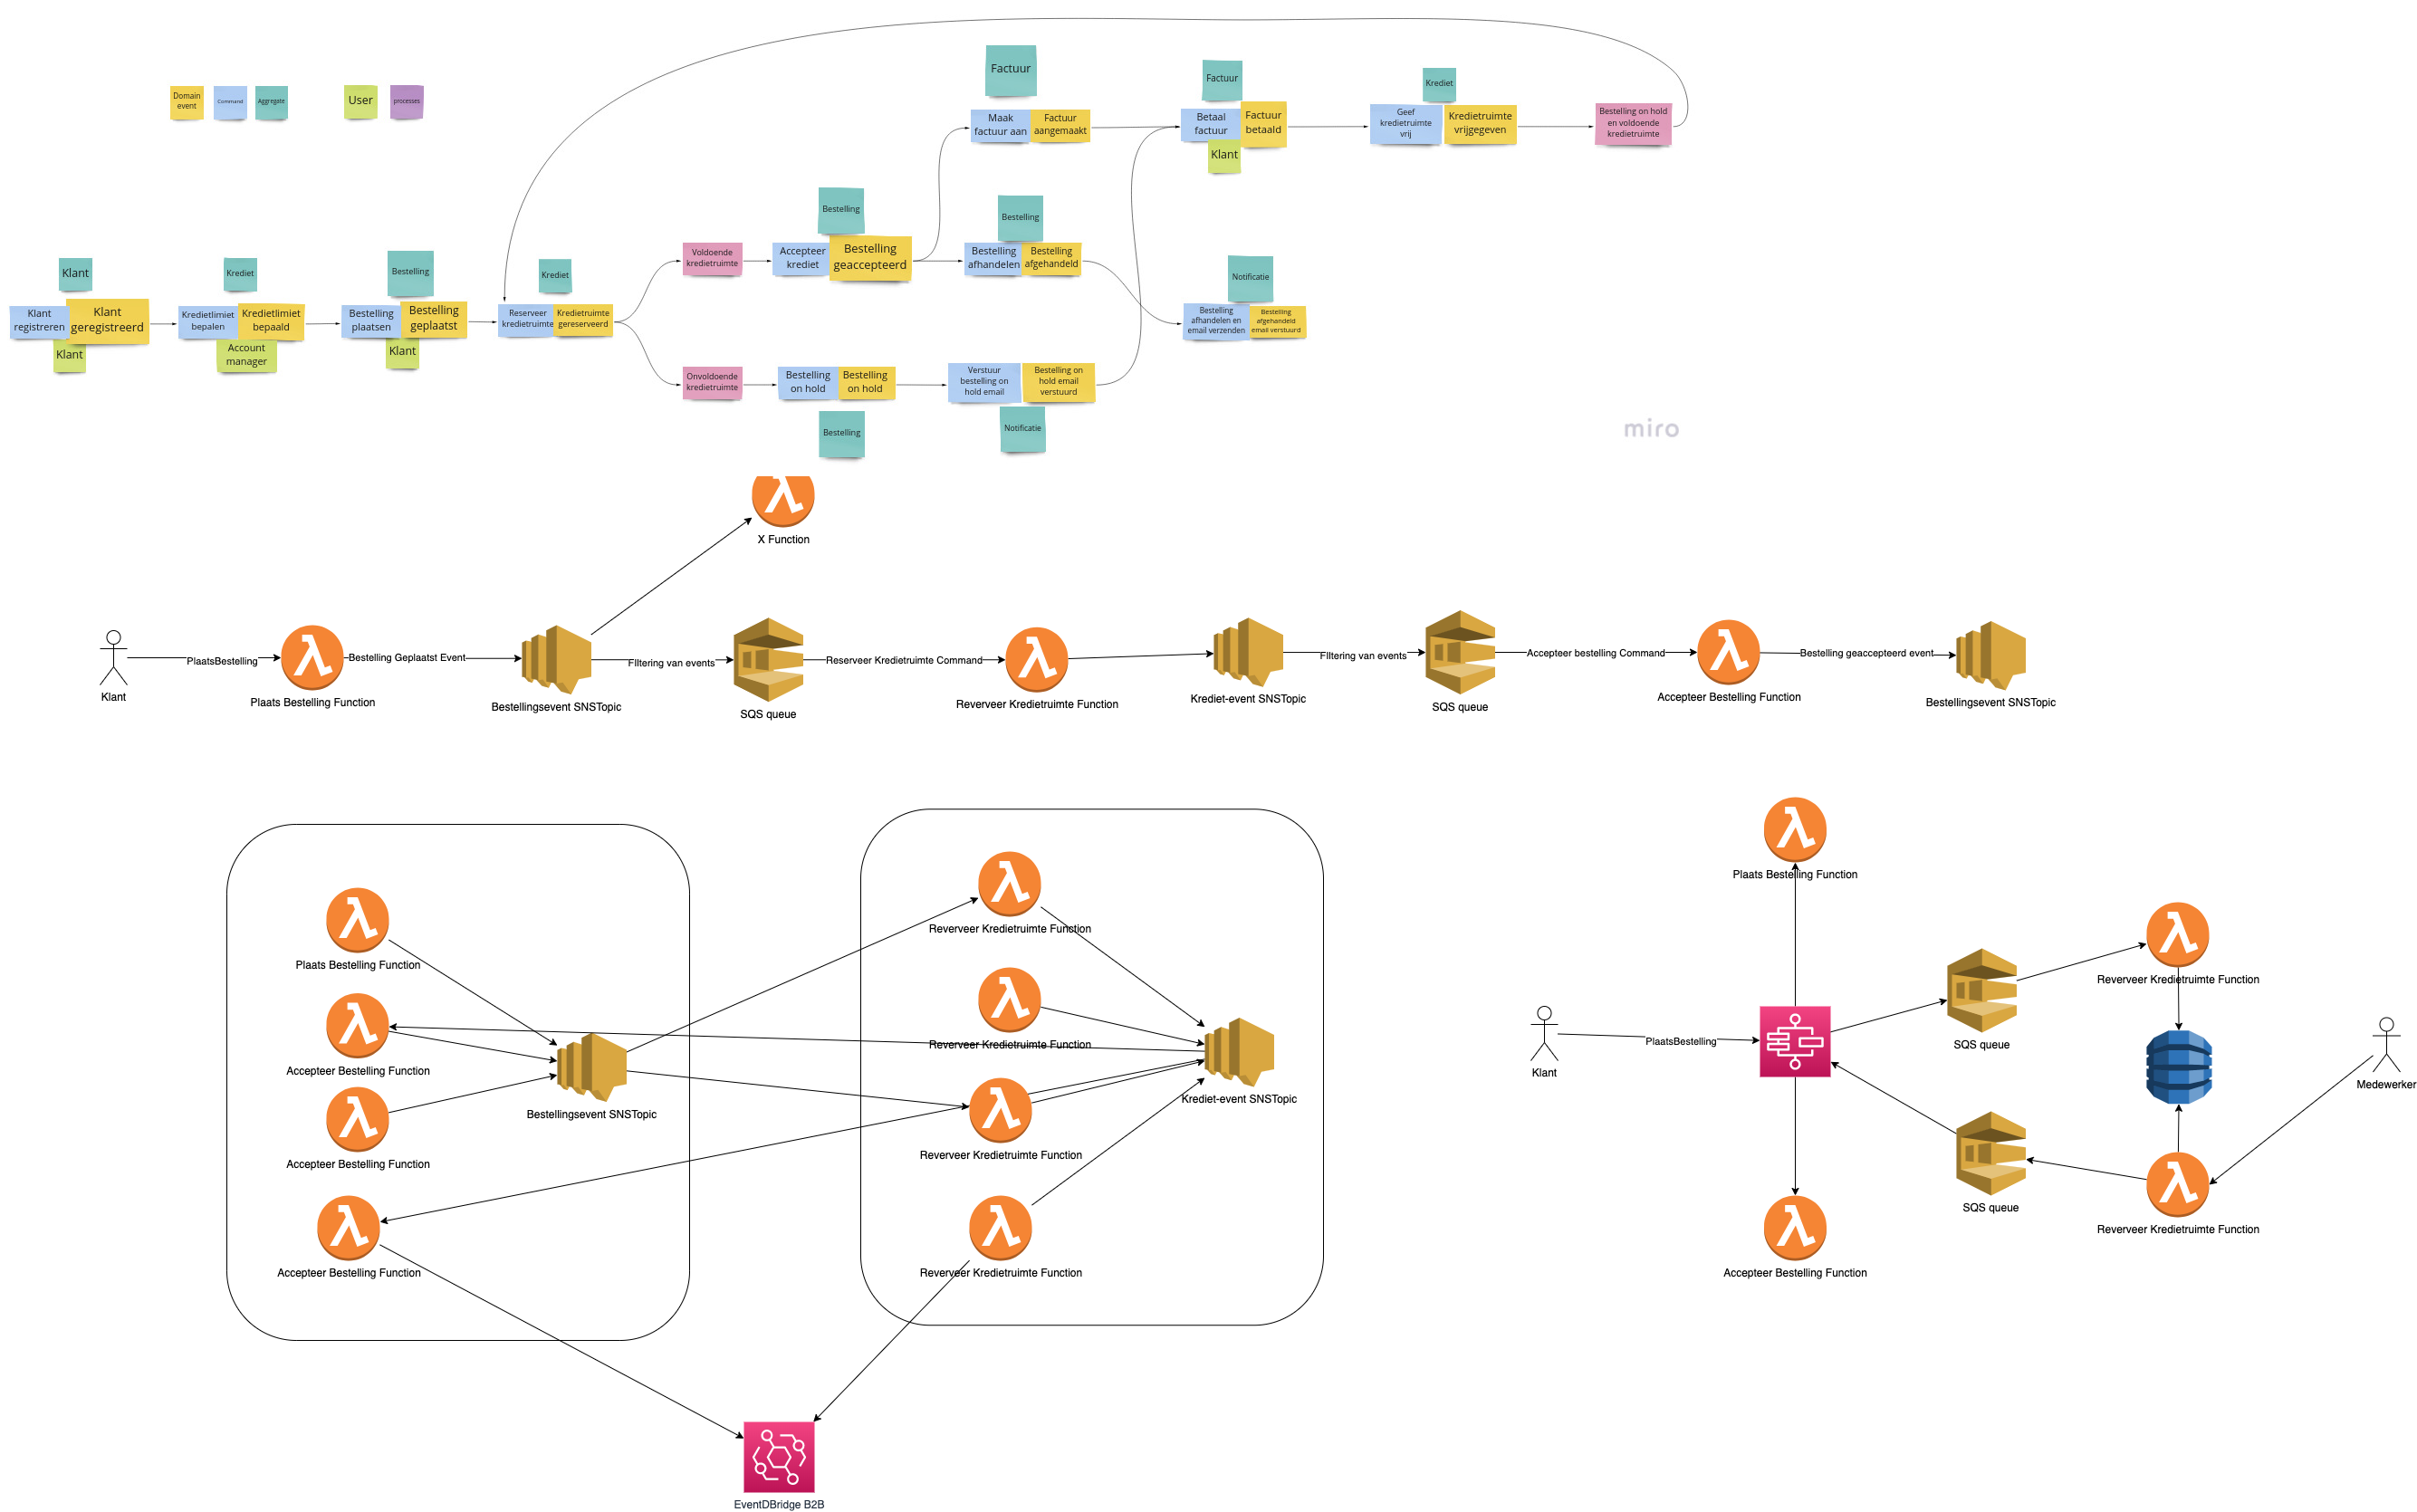 Domain
event
Command
Aggregate
User
processes
Factuur
Maak
factuur aan
Factuur
aangemaakt
Factuur
Betaal
factuur
Factuur
betaald
Klant
Krediet
Geef
kredietruimte
vrij
Kredietruimte
vrijgegeven
Bestelling on hold
en voldoende
kredietruimte
Klant
Klant
registreren
Klant
geregistreerd
Klant
Krediet
Kredietlimiet
bepalen
Kredietlimiet
bepaald
Account
manager
Bestelling
Bestelling
plaatsen
Bestelling
geplaatst
Klant
Krediet
Reserveer
kredietruimte
Kredietruimte
gereserveerd
Voldoende
kredietruimte
Bestelling
Accepteer
krediet
Bestelling
geaccepteerd
Bestelling
Bestelling
afhandelen
Bestelling
afgehandeld
Notificatie
Bestelling
afhandelen en
email verzenden
Bestelling
afgehandeld
email verstuurd
Onvoldoende
kredietruimte
Bestelling
on hold
Bestelling
on hold
Bestelling
Verstuur
bestelling on
hold email
Bestelling on
hold email
verstuurd
Notificatie
miro
X Function
Klant
PlaatsBestelling
Plaats Bestelling Function
Bestelling Geplaatst Event
Bestellingsevent SNSTopic
FIltering van events
SQS queue
Reserveer Kredietruimte Command
Reverveer Kredietruimte Function
Krediet-event SNSTopic
FIltering van events
SQS queue
Accepteer bestelling Command
Accepteer Bestelling Function
Bestelling geaccepteerd event
Bestellingsevent SNSTopic
Plaats Bestelling Function
Accepteer Bestelling Function
Accepteer Bestelling Function
Accepteer Bestelling Function
Bestellingsevent SNSTopic
Reverveer Kredietruimte Function
Reverveer Kredietruimte Function
Reverveer Kredietruimte Function
Reverveer Kredietruimte Function
Krediet-event SNSTopic
EventDBridge B2B
Plaats Bestelling Function
Klant
PlaatsBestelling
Accepteer Bestelling Function
SQS queue
SQS queue
Reverveer Kredietruimte Function
Reverveer Kredietruimte Function
Medewerker